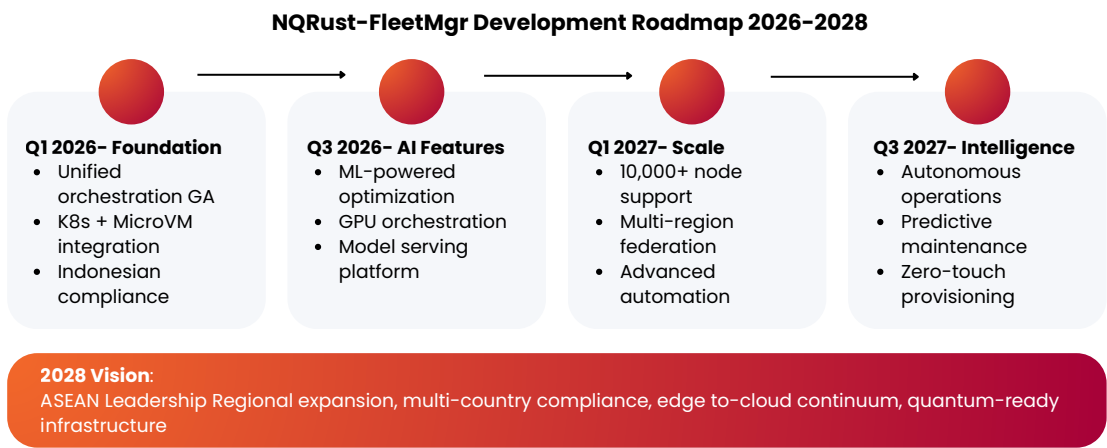 NQRust-FleetMgr Development Roadmap 2026-2028
Q1 2026- Foundation
• Unified
orchestration GA
• K8s + MicroVM
integration
• Indonesian
compliance
Q3 2026- AI Features
• ML-powered
optimization
• GPU orchestration
• Model serving
platform
Q1 2027- Scale
• 10,000+ node
support
• Multi-region
federation
• Advanced
automation
Q3 2027- Intelligence
• Autonomous
operations
• Predictive
maintenance
• Zero-touch
provisioning
2028 Vision:
ASEAN Leadership Regional expansion, multi-country compliance, edge to-cloud continuum, quantum-ready
infrastructure